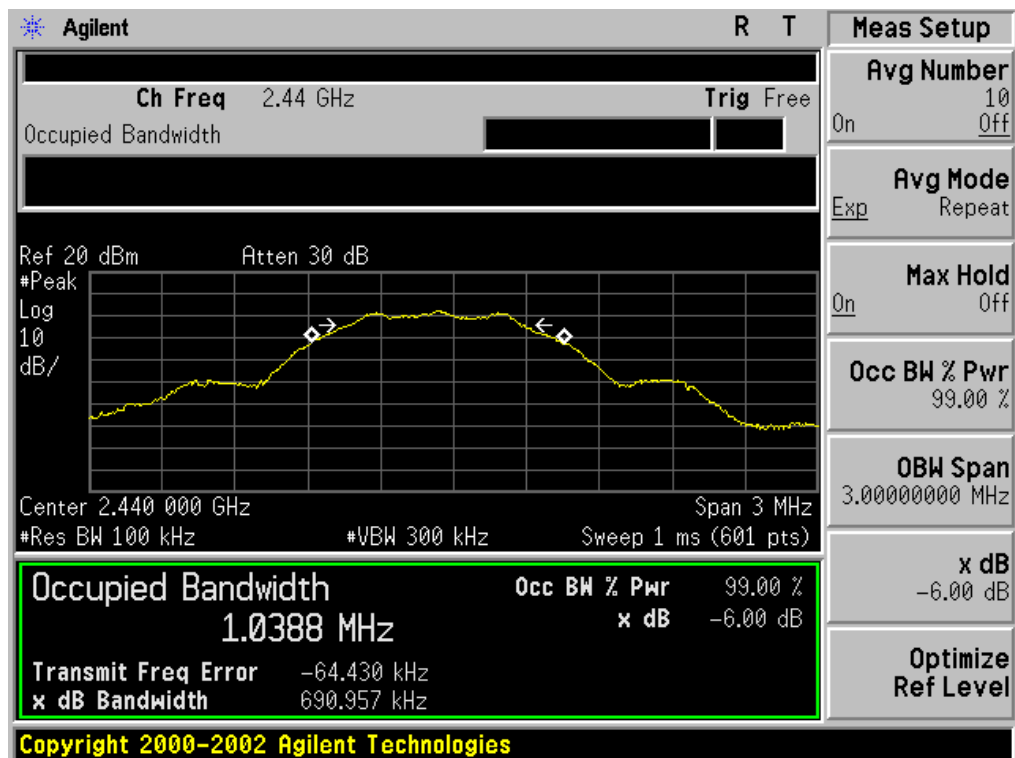 Agilent R T
Ch Freq 2.44 GHz Trig Free
Occupied Bandwidth
Ref 20 dBm Atten 30 dB
#Peak
Log
10
dB/
Center 2.440 000 GHz Span 3 MHz
#Res BW 100 kHz #VBW 300 kHz Sweep 1 ms (601 pts)
Occupied Bandwidth Occ BW % Pwr 99.00 %
1.0388 MHz x dB -6.00 dB
Transmit Freq Error -64.430 kHz
x dB Bandwidth 690.957 kHz
Copyright 2000-2002 Agilent Technologies
Meas Setup
Avg Number
10
On Off
Avg Mode
Exp Repeat
Max Hold
On Off
Occ BW % Pwr
99.00 %
OBW Span
3.00000000 MHz
x dB
-6.00 dB
Optimize
Ref Level